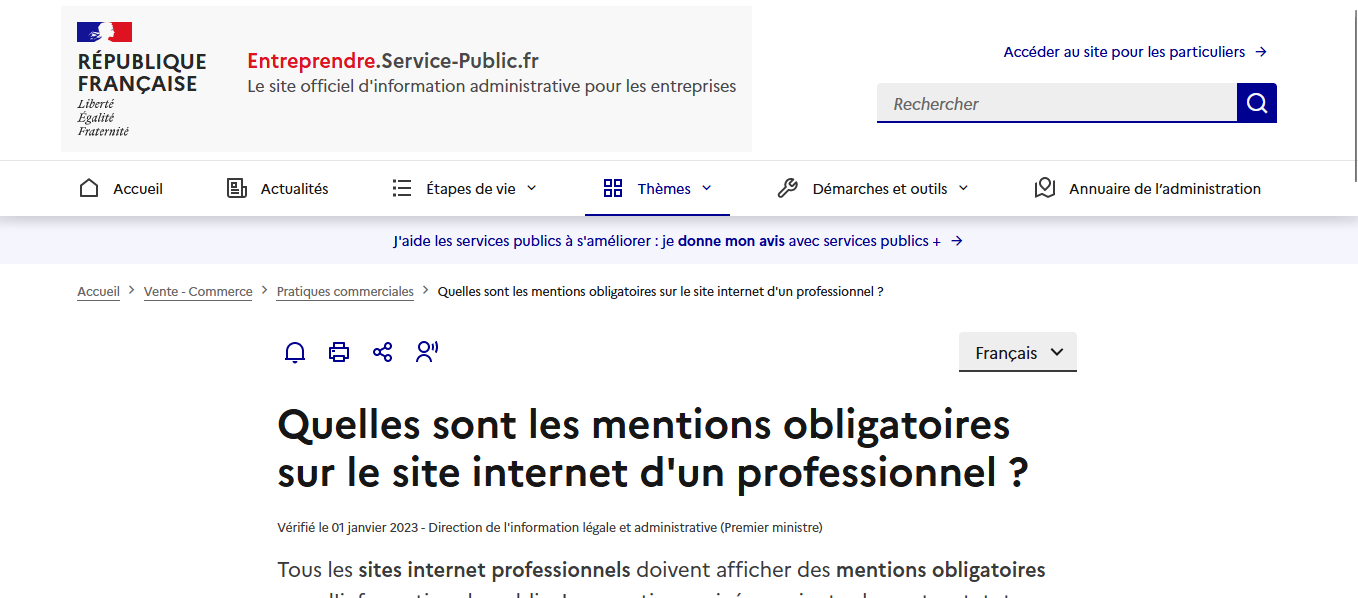 RÉPUBLIQUE
FRANÇAISE
Liberté
Égalité
Fraternité
Entreprendre.Service-Public.fr
Le site officiel d'information administrative pour les entreprises
Accéder au site pour les particuliers →
Rechercher
Accueil
Actualités
Étapes de vie
Thèmes
Démarches et outils
Annuaire de l’administration
J'aide les services publics à s'améliorer : je donne mon avis avec services publics + →
Accueil > Vente - Commerce > Pratiques commerciales > Quelles sont les mentions obligatoires sur le site internet d'un professionnel ?
Français
Quelles sont les mentions obligatoires
sur le site internet d'un professionnel ?
Vérifié le 01 janvier 2023 - Direction de l'information légale et administrative (Premier ministre)
Tous les sites internet professionnels doivent afficher des mentions obligatoires